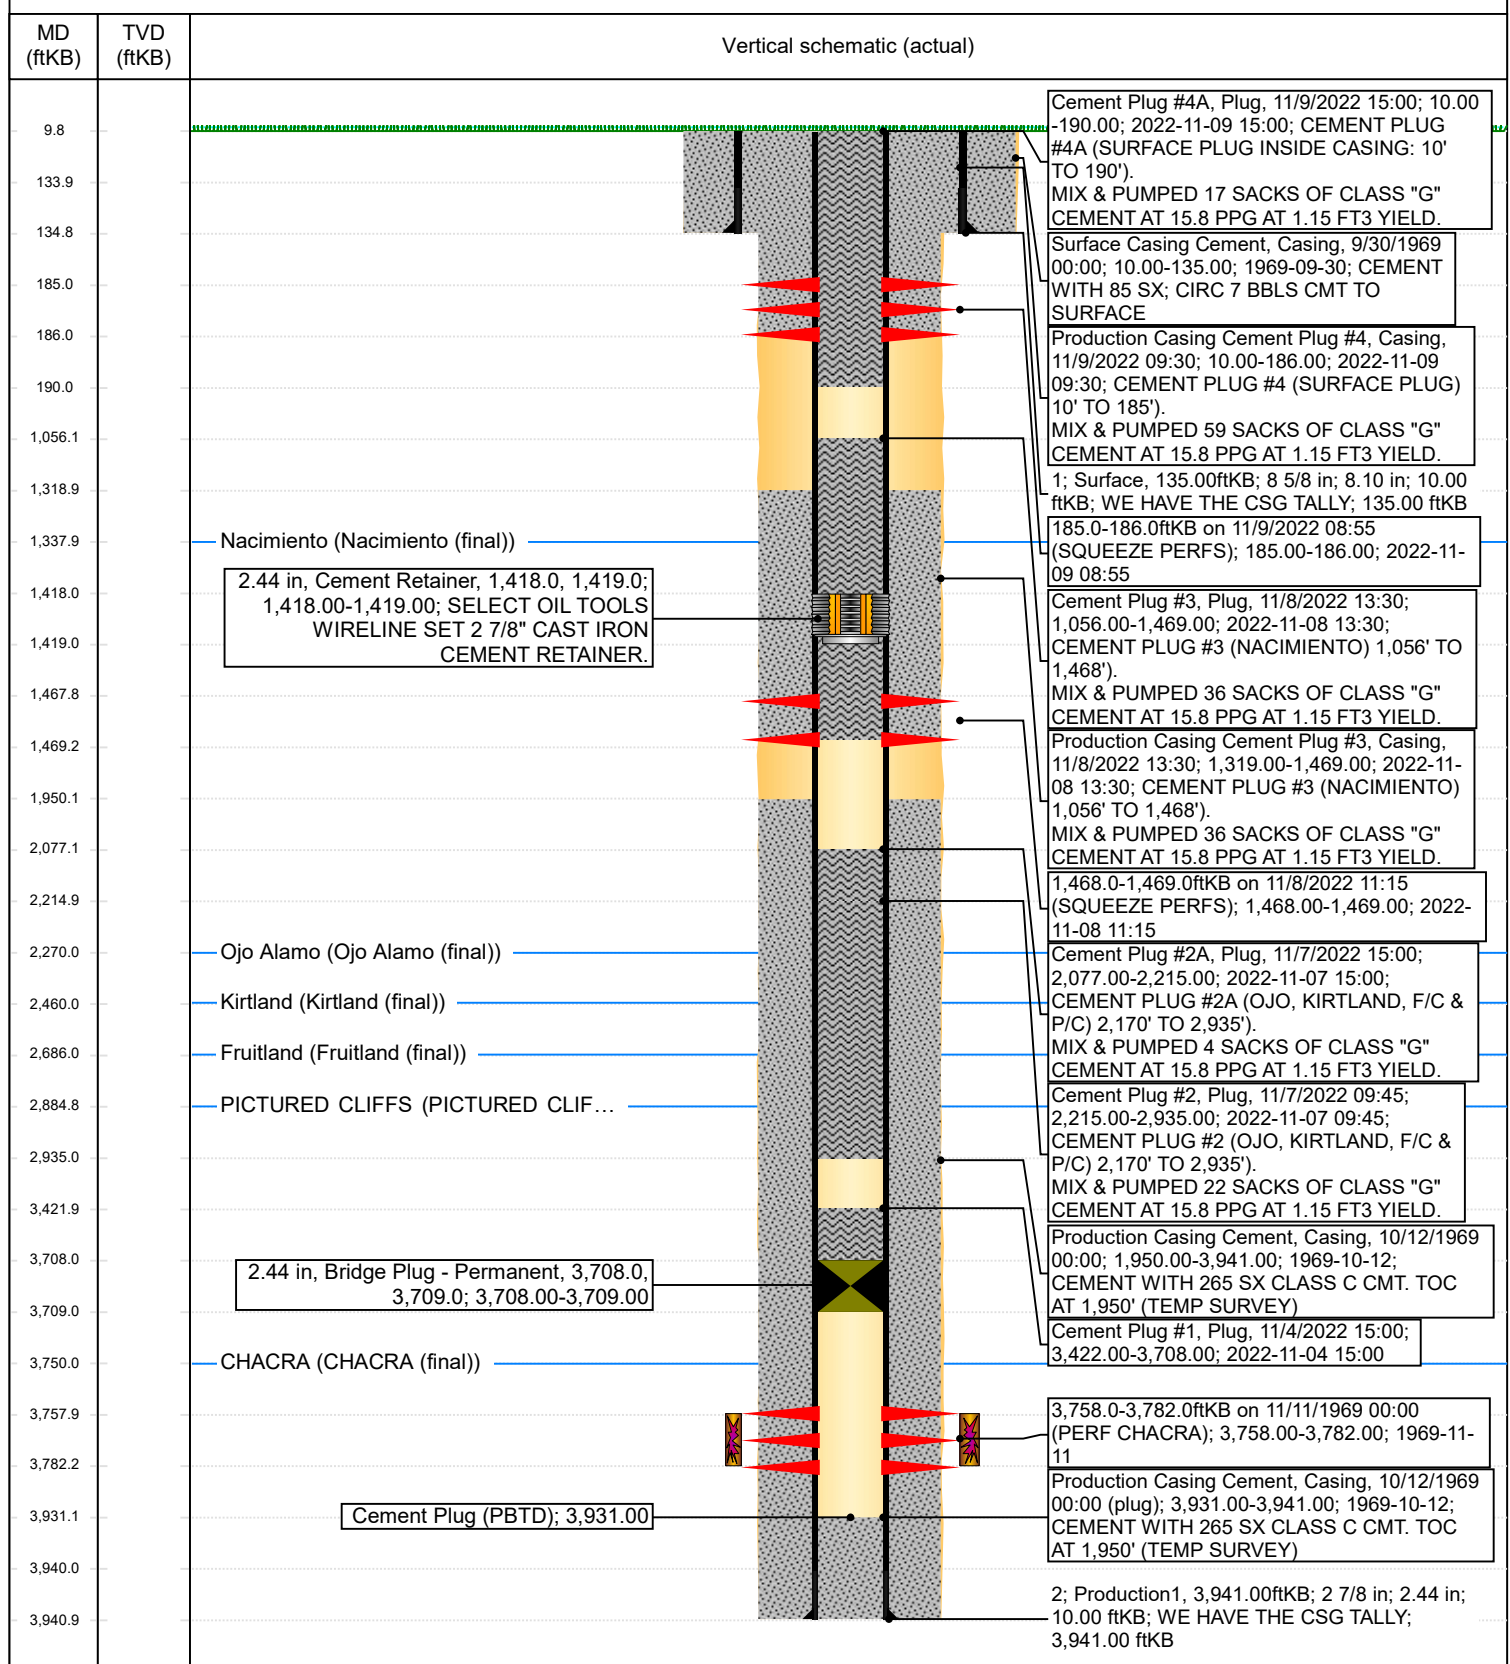 MD
(ftKB)
TVD
(ftKB)
Vertical schematic (actual)
9.8
133.9
134.8
185.0
186.0
190.0
1,056.1
1,318.9
1,337.9
1,418.0
1,419.0
1,467.8
1,469.2
1,950.1
2,077.1
2,214.9
2,270.0
2,460.0
2,686.0
2,884.8
2,935.0
3,421.9
3,708.0
3,709.0
3,750.0
3,757.9
3,782.2
3,931.1
3,940.0
3,940.9
Nacimiento (Nacimiento (final))
2.44 in, Cement Retainer, 1,418.0, 1,419.0;
1,418.00-1,419.00; SELECT OIL TOOLS
WIRELINE SET 2 7/8" CAST IRON
CEMENT RETAINER.
Ojo Alamo (Ojo Alamo (final))
Kirtland (Kirtland (final))
Fruitland (Fruitland (final))
PICTURED CLIFFS (PICTURED CLIF...
2.44 in, Bridge Plug - Permanent, 3,708.0,
3,709.0; 3,708.00-3,709.00
CHACRA (CHACRA (final))
Cement Plug (PBTD); 3,931.00
Cement Plug #4A, Plug, 11/9/2022 15:00; 10.00
-190.00; 2022-11-09 15:00; CEMENT PLUG
#4A (SURFACE PLUG INSIDE CASING: 10'
TO 190').
MIX & PUMPED 17 SACKS OF CLASS "G"
CEMENT AT 15.8 PPG AT 1.15 FT3 YIELD.
Surface Casing Cement, Casing, 9/30/1969
00:00; 10.00-135.00; 1969-09-30; CEMENT
WITH 85 SX; CIRC 7 BBLS CMT TO
SURFACE
Production Casing Cement Plug #4, Casing,
11/9/2022 09:30; 10.00-186.00; 2022-11-09
09:30; CEMENT PLUG #4 (SURFACE PLUG)
10' TO 185').
MIX & PUMPED 59 SACKS OF CLASS "G"
CEMENT AT 15.8 PPG AT 1.15 FT3 YIELD.
1; Surface, 135.00ftKB; 8 5/8 in; 8.10 in; 10.00
ftKB; WE HAVE THE CSG TALLY; 135.00 ftKB
185.0-186.0ftKB on 11/9/2022 08:55
(SQUEEZE PERFS); 185.00-186.00; 2022-11-
09 08:55
Cement Plug #3, Plug, 11/8/2022 13:30;
1,056.00-1,469.00; 2022-11-08 13:30;
CEMENT PLUG #3 (NACIMIENTO) 1,056' TO
1,468').
MIX & PUMPED 36 SACKS OF CLASS "G"
CEMENT AT 15.8 PPG AT 1.15 FT3 YIELD.
Production Casing Cement Plug #3, Casing,
11/8/2022 13:30; 1,319.00-1,469.00; 2022-11-
08 13:30; CEMENT PLUG #3 (NACIMIENTO)
1,056' TO 1,468').
MIX & PUMPED 36 SACKS OF CLASS "G"
CEMENT AT 15.8 PPG AT 1.15 FT3 YIELD.
1,468.0-1,469.0ftKB on 11/8/2022 11:15
(SQUEEZE PERFS); 1,468.00-1,469.00; 2022-
11-08 11:15
Cement Plug #2A, Plug, 11/7/2022 15:00;
2,077.00-2,215.00; 2022-11-07 15:00;
CEMENT PLUG #2A (OJO, KIRTLAND, F/C &
P/C) 2,170' TO 2,935').
MIX & PUMPED 4 SACKS OF CLASS "G"
CEMENT AT 15.8 PPG AT 1.15 FT3 YIELD.
Cement Plug #2, Plug, 11/7/2022 09:45;
2,215.00-2,935.00; 2022-11-07 09:45;
CEMENT PLUG #2 (OJO, KIRTLAND, F/C &
P/C) 2,170' TO 2,935').
MIX & PUMPED 22 SACKS OF CLASS "G"
CEMENT AT 15.8 PPG AT 1.15 FT3 YIELD.
Production Casing Cement, Casing, 10/12/1969
00:00; 1,950.00-3,941.00; 1969-10-12;
CEMENT WITH 265 SX CLASS C CMT. TOC
AT 1,950' (TEMP SURVEY)
Cement Plug #1, Plug, 11/4/2022 15:00;
3,422.00-3,708.00; 2022-11-04 15:00
3,758.0-3,782.0ftKB on 11/11/1969 00:00
(PERF CHACRA); 3,758.00-3,782.00; 1969-11-
11
Production Casing Cement, Casing, 10/12/1969
00:00 (plug); 3,931.00-3,941.00; 1969-10-12;
CEMENT WITH 265 SX CLASS C CMT. TOC
AT 1,950' (TEMP SURVEY)
2; Production1, 3,941.00ftKB; 2 7/8 in; 2.44 in;
10.00 ftKB; WE HAVE THE CSG TALLY;
3,941.00 ftKB